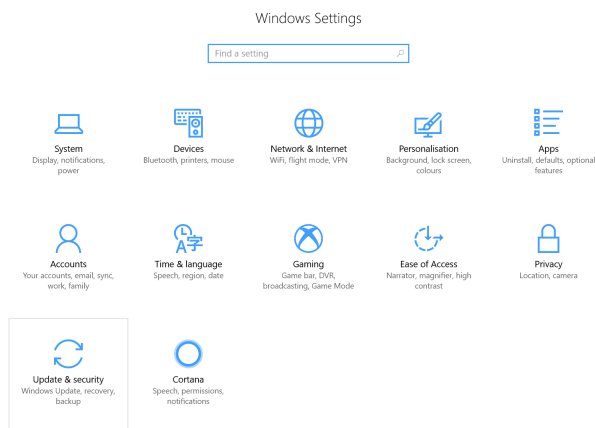 Windows Settings
Find a setting
System
Display, notifications,
power
Devices
Bluetooth, printers, mouse
Network & Internet
WiFi, flight mode, VPN
Personalisation
Background, lock screen,
colours
Apps
Uninstall, defaults, optional
features
Accounts
Your accounts, email, sync,
work, family
Time & language
Speech, region, date
Gaming
Game bar, DVR,
broadcasting, Game Mode
Ease of Access
Narrator, magnifier, high
contrast
Privacy
Location, camera
Update & security
Windows Update, recovery,
backup
Cortana
Speech, permissions,
notifications